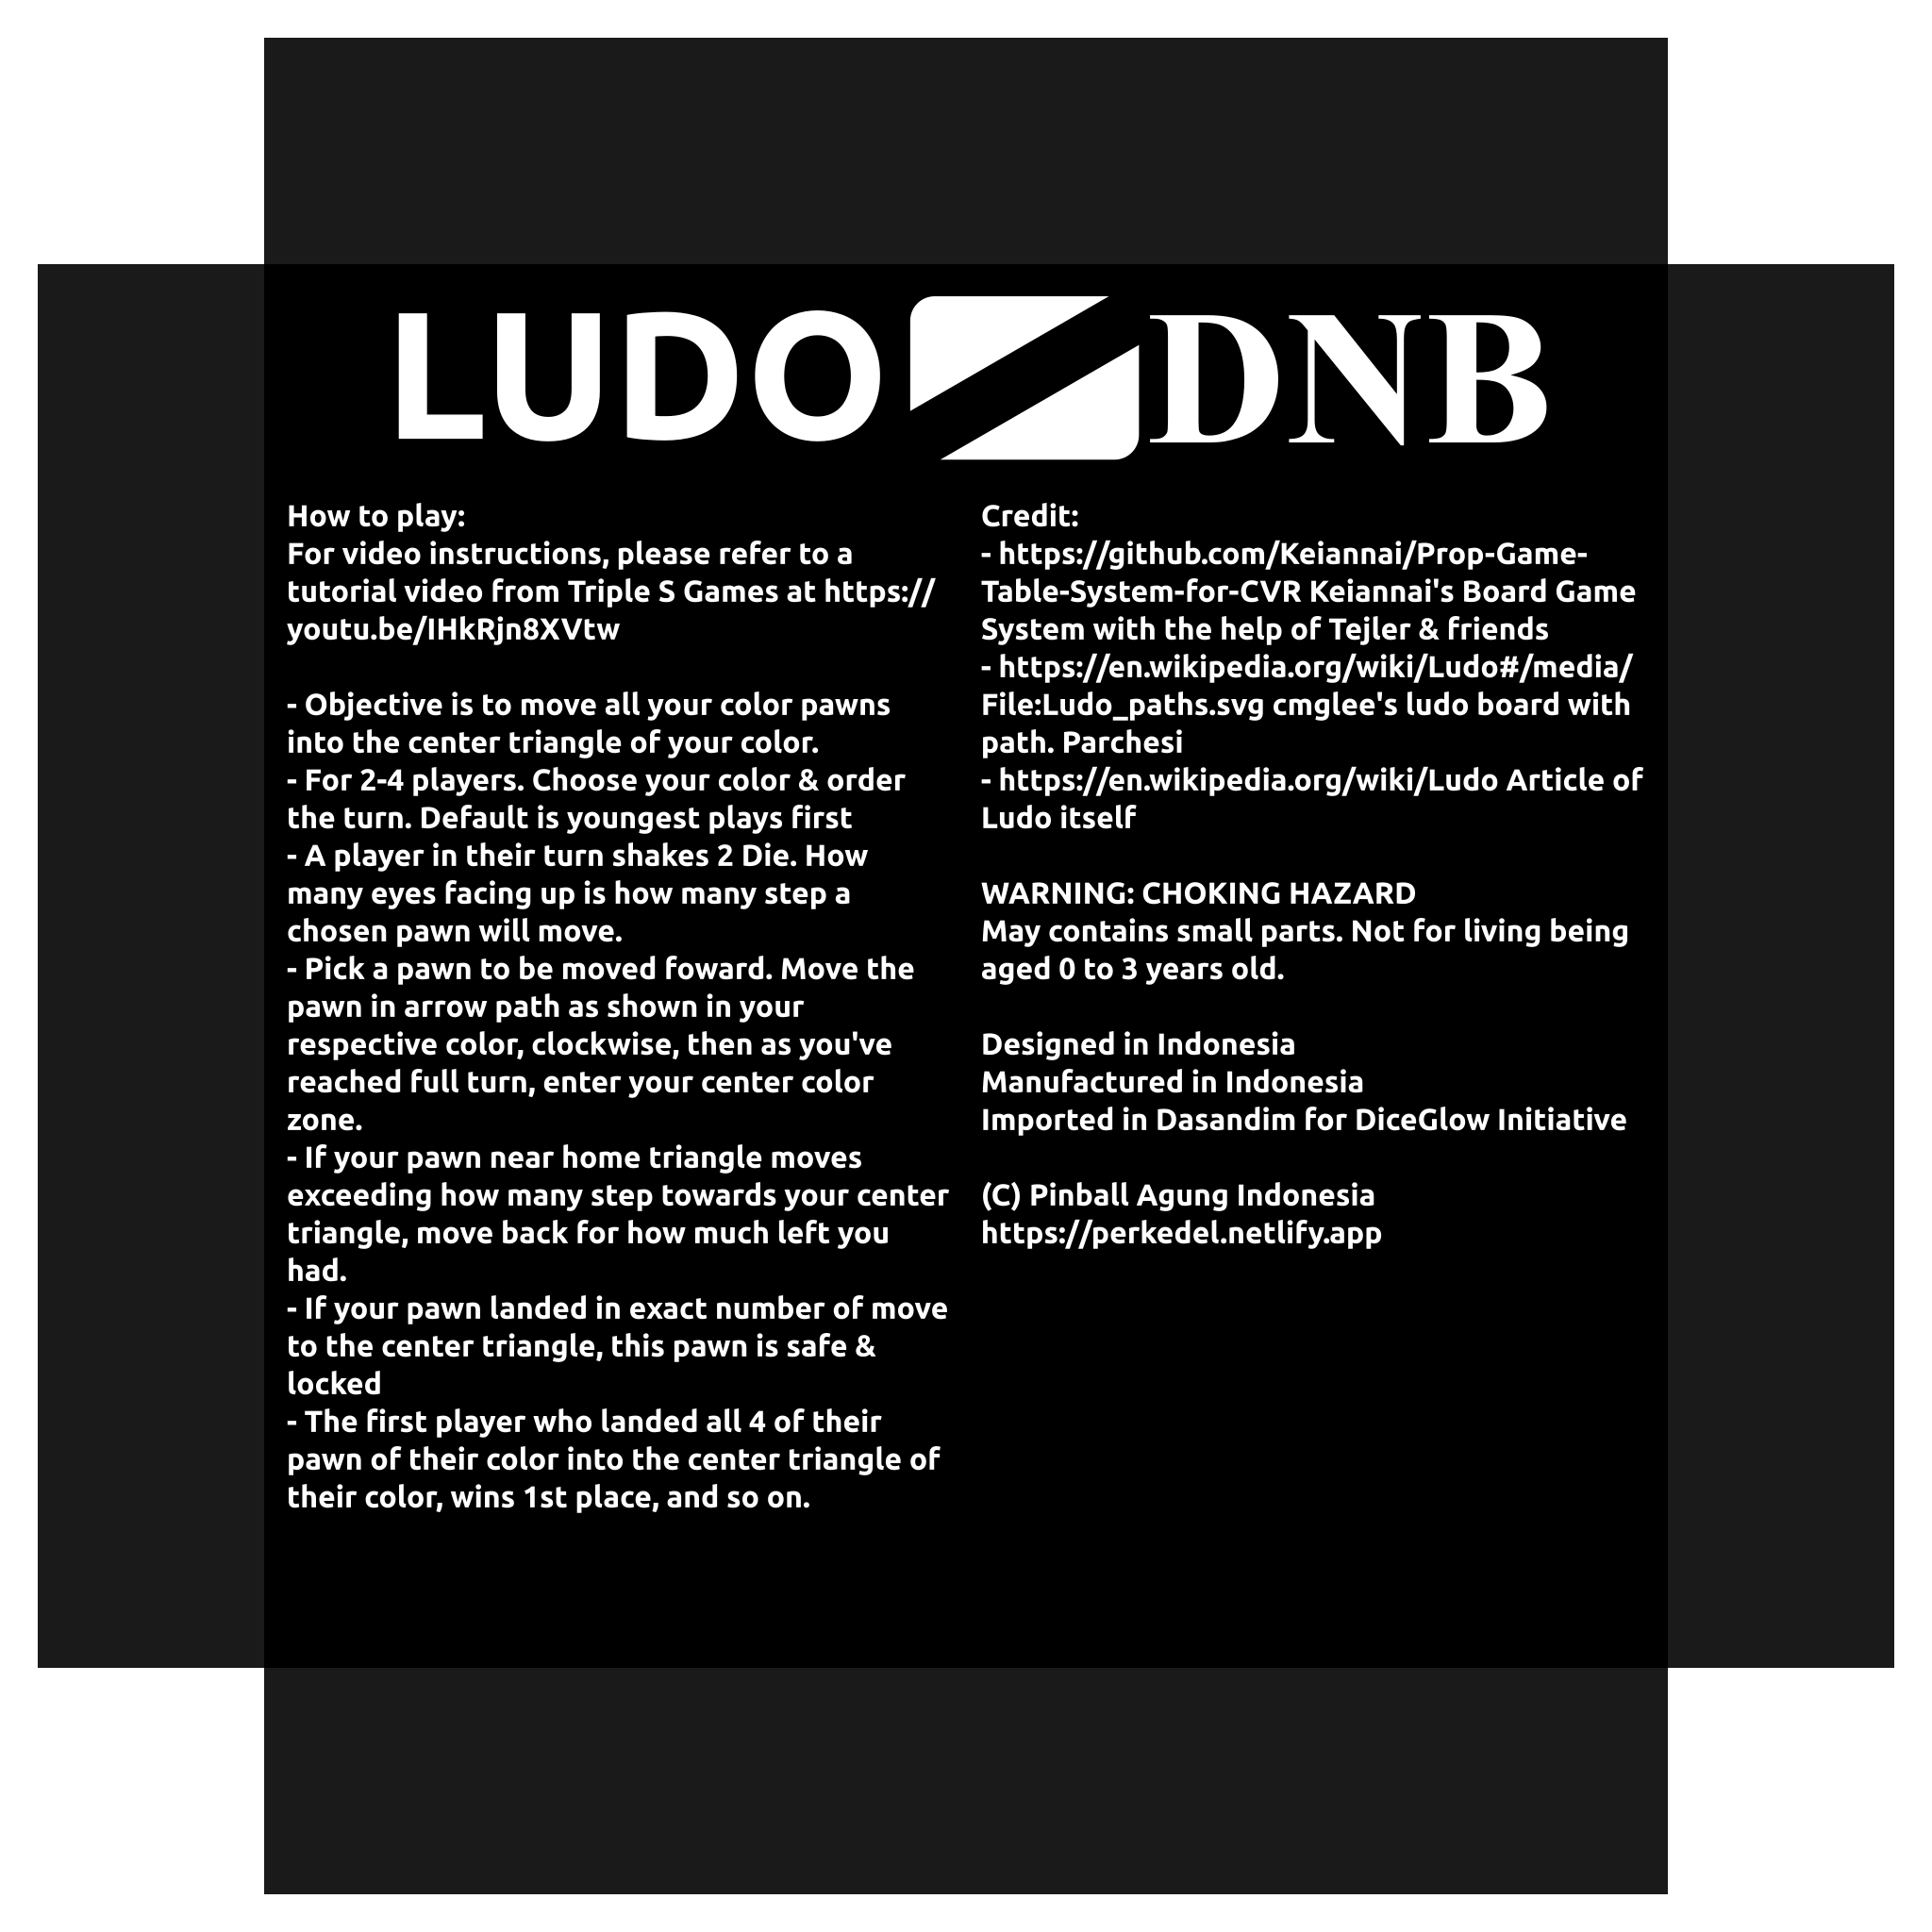 LUDO DNB
How to play:
For video instructions, please refer to a
tutorial video from Triple S Games at https://
youtu.be/IHkRjn8XVtw
- Objective is to move all your color pawns
into the center triangle of your color.
- For 2-4 players. Choose your color & order
the turn. Default is youngest plays first
- A player in their turn shakes 2 Die. How
many eyes facing up is how many step a
chosen pawn will move.
- Pick a pawn to be moved foward. Move the
pawn in arrow path as shown in your
respective color, clockwise, then as you've
reached full turn, enter your center color
zone.
- If your pawn near home triangle moves
exceeding how many step towards your center
triangle, move back for how much left you
had.
- If your pawn landed in exact number of move
to the center triangle, this pawn is safe &
locked
- The first player who landed all 4 of their
pawn of their color into the center triangle of
their color, wins 1st place, and so on.
Credit:
- https://github.com/Keiannai/Prop-Game-
Table-System-for-CVR Keiannai's Board Game
System with the help of Tejler & friends
- https://en.wikipedia.org/wiki/Ludo#/media/
File:Ludo_paths.svg cmglee's ludo board with
path. Parchesi
- https://en.wikipedia.org/wiki/Ludo Article of
Ludo itself
WARNING: CHOKING HAZARD
May contains small parts. Not for living being
aged 0 to 3 years old.
Designed in Indonesia
Manufactured in Indonesia
Imported in Dasandim for DiceGlow Initiative
(C) Pinball Agung Indonesia
https://perkedel.netlify.app